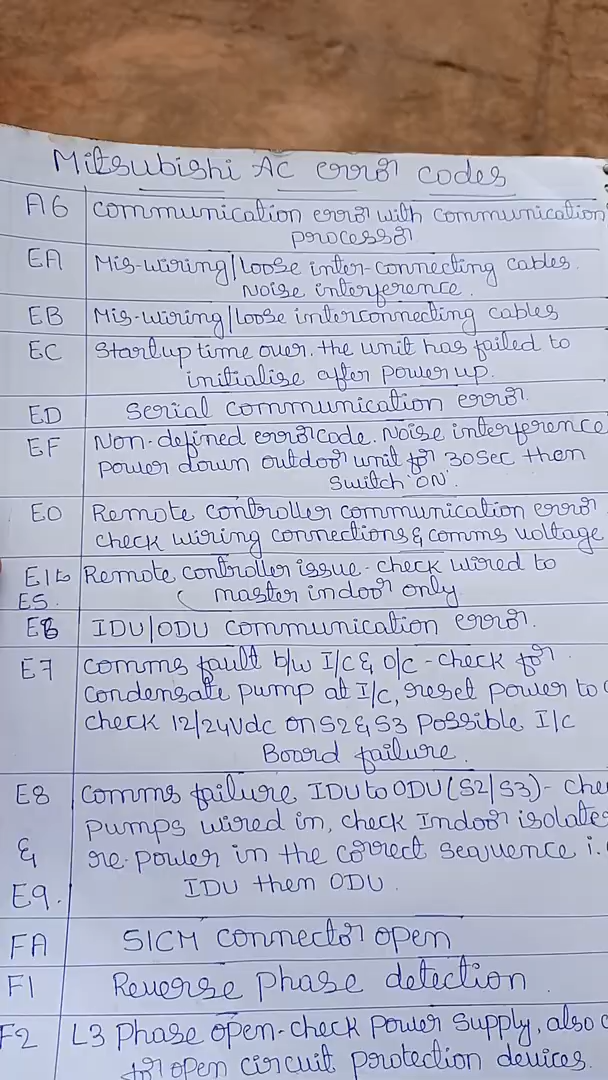 Mitsubishi AC error codes
A6 communication error with communication
processor
EA Mis-wiring/loose inter-connecting cables.
Noise interference.
EB Mis-wiring/loose interconnecting cables
EC Startup time over. the unit has failed to
initialise after power up.
ED Serial communication error.
EF Non-defined error code. Noise interference
power down outdoor unit for 30sec then
switch 'ON'.
E0 Remote controller communication error
check wiring connections & comms voltage
E1 to Remote controller issue - check wired to
E5. master indoor only
E6 IDU/ODU communication error.
E7 comms fault b/w I/C & O/C - check for
condensate pump at I/C, reset power to
check 12/24Vdc on S2 & S3 possible I/C
Board failure.
E8 comms failure IDU to ODU (S2/S3) -
pumps wired in, check Indoor
& re-power in the correct sequence
E9. IDU then ODU.
FA SICM connector open
F1 Reverse phase detection.
F2 L3 phase open - check power supply, also
for open circuit protection devices.